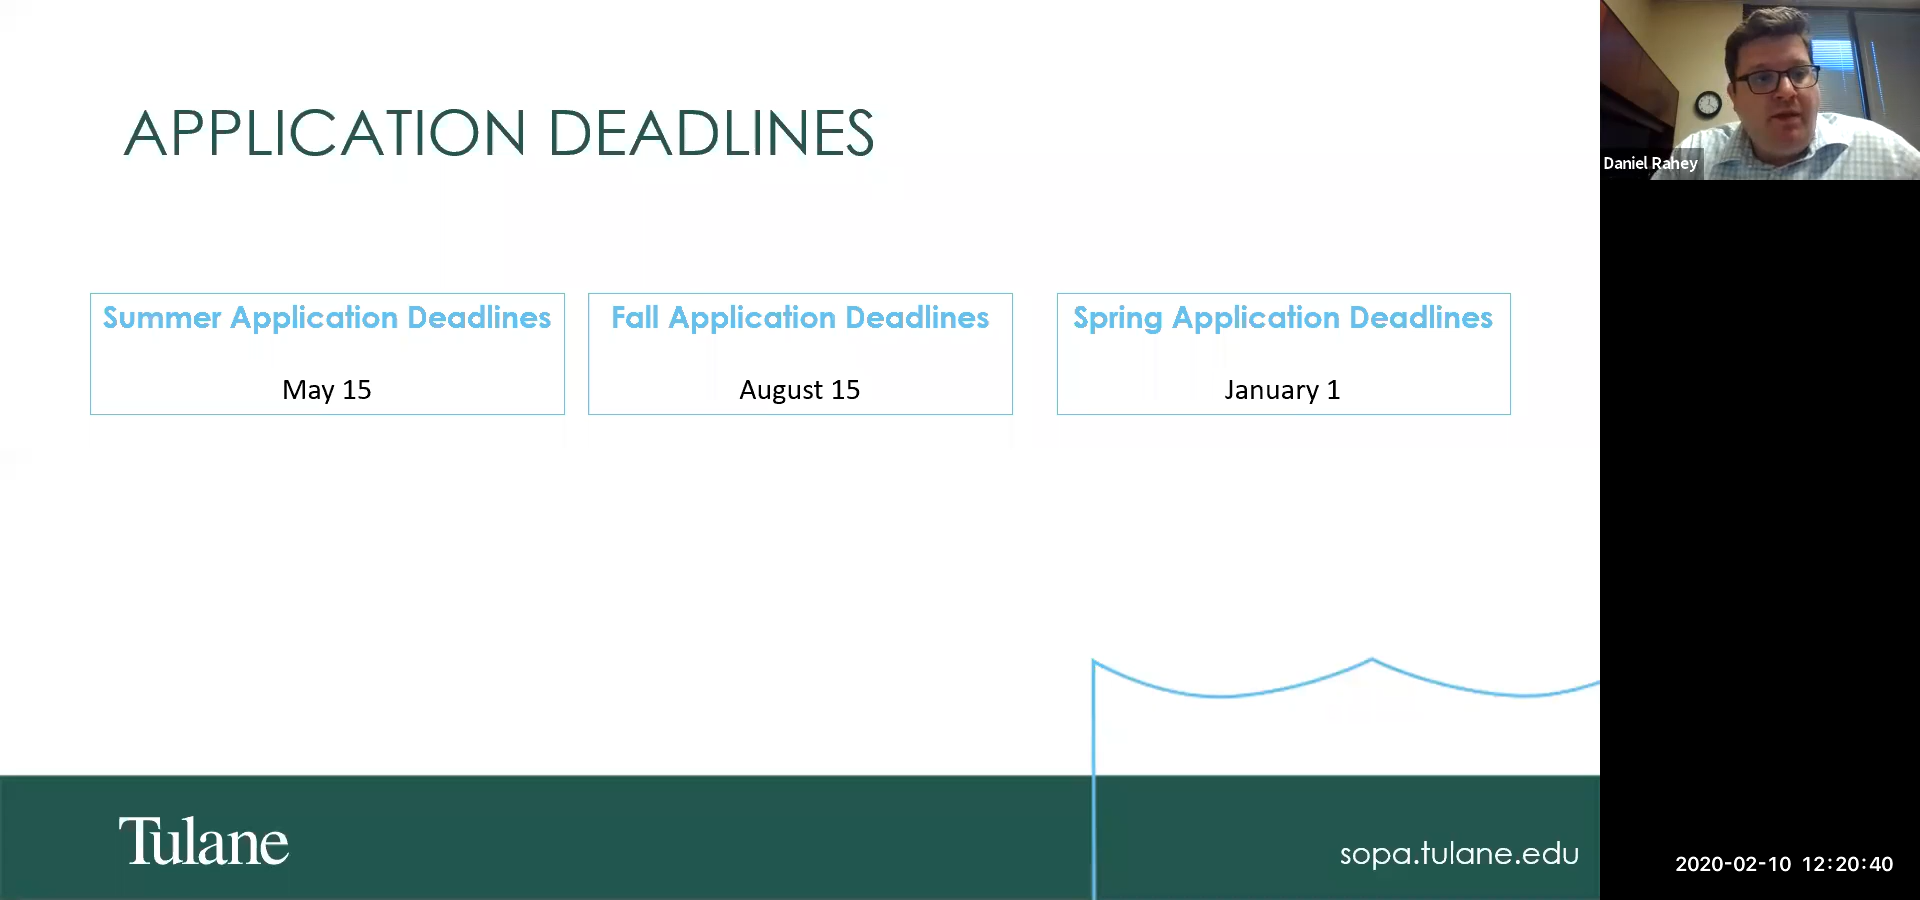 APPLICATION DEADLINES
Summer Application Deadlines
May 15
Fall Application Deadlines
August 15
Spring Application Deadlines
January 1
Tulane
sopa.tulane.edu
Daniel Rahey
2020-02-10 12:20:40